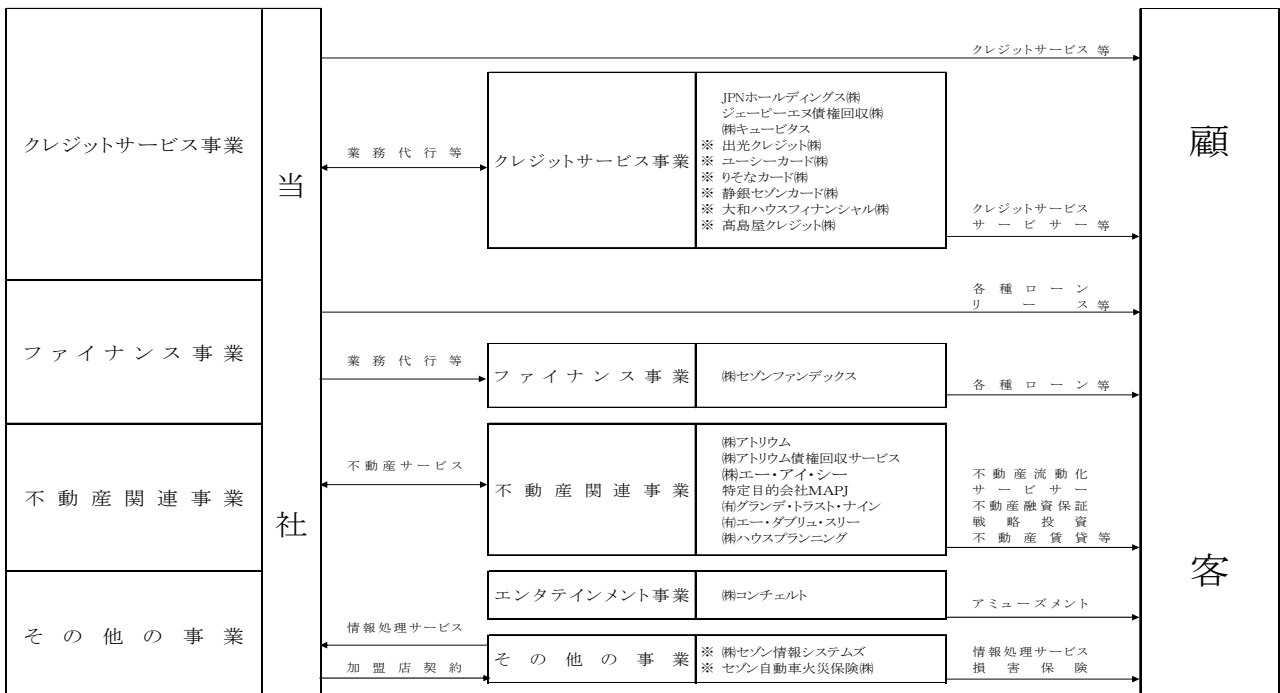 クレジットサービス事業
ファイナンス事業
不動産関連事業
その他の事業
当
社
クレジットサービス等
業務代行等
クレジットサービス事業
JPNホールディングス㈱
ジェーピーエヌ債権回収㈱
㈱キュービタス
※ 出光クレジット㈱
※ ユーシーカード㈱
※ りそなカード㈱
※ 静銀セゾンカード㈱
※ 大和ハウスフィナンシャル㈱
※ 髙島屋クレジット㈱
クレジットサービス
サービサー等
各種ローン
リース等
業務代行等
ファイナンス事業
㈱セゾンファンデックス
各種ローン等
不動産サービス
不動産関連事業
㈱アトリウム
㈱アトリウム債権回収サービス
㈱エー・アイ・シー
特定目的会社MAPJ
㈲グランデ・トラスト・ナイン
㈲エー・ダブリュ・スリー
㈱ハウスプランニング
不動産流動化
サービサー
不動産融資保証
戦略投資
不動産賃貸等
エンタテインメント事業
㈱コンチェルト
アミューズメント
情報処理サービス
加盟店契約
その他の事業
※ ㈱セゾン情報システムズ
※ セゾン自動車火災保険㈱
情報処理サービス
損害保険
顧
客